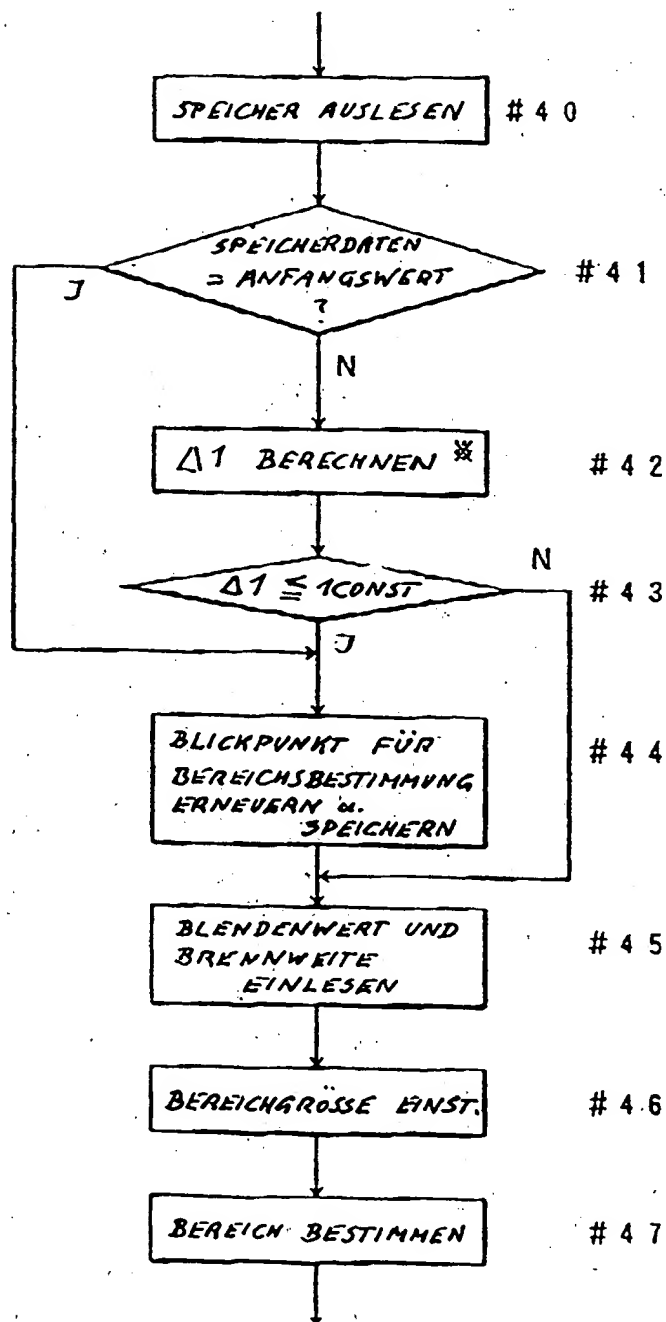 SPEICHER AUSLESEN #40
SPEICHERDATEN
= ANFANGSWERT
?
#41
J
N
Δ1 BERECHNEN ※ #42
Δ1 ≦ 1CONST
N
#43
J
BLICKPUNKT FÜR
BEREICHSBESTIMMUNG
ERNEUERN u.
SPEICHERN
#44
BLENDENWERT UND
BRENNWEITE
EINLESEN
#45
BEREICHGRÖSSE EINST. #46
BEREICH BESTIMMEN #47